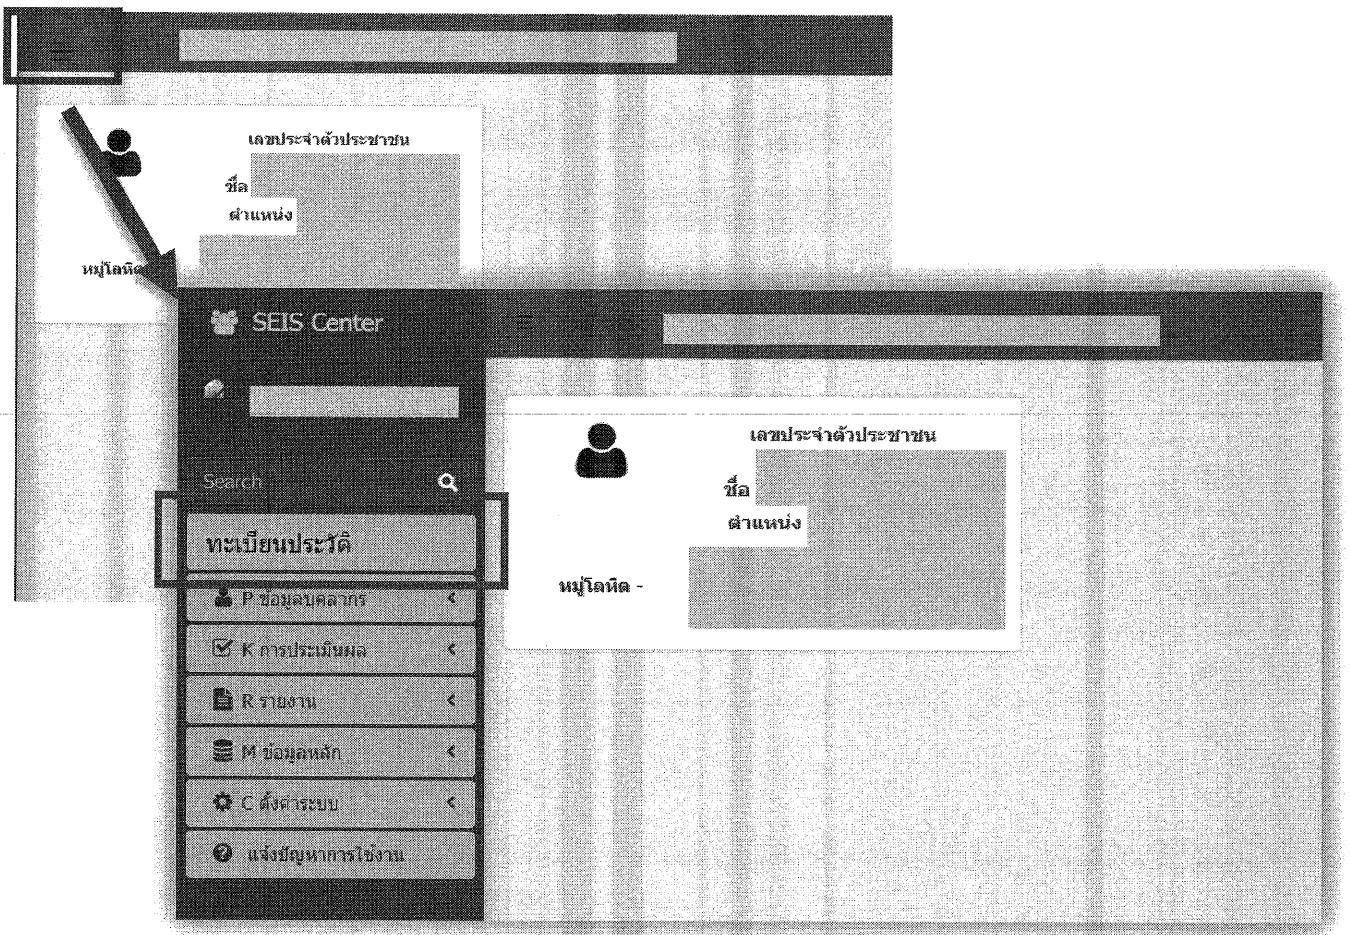 เลขประจำตัวประชาชน
ชื่อ
ตำแหน่ง
หมู่โลหิต
SEIS Center
Search
ทะเบียนประวัติ
P ข้อมูลบุคลากร
K การประเมินผล
R รายงาน
M ข้อมูลหลัก
C ตั้งค่าระบบ
แจ้งปัญหาการใช้งาน
เลขประจำตัวประชาชน
ชื่อ
ตำแหน่ง
หมู่โลหิต -